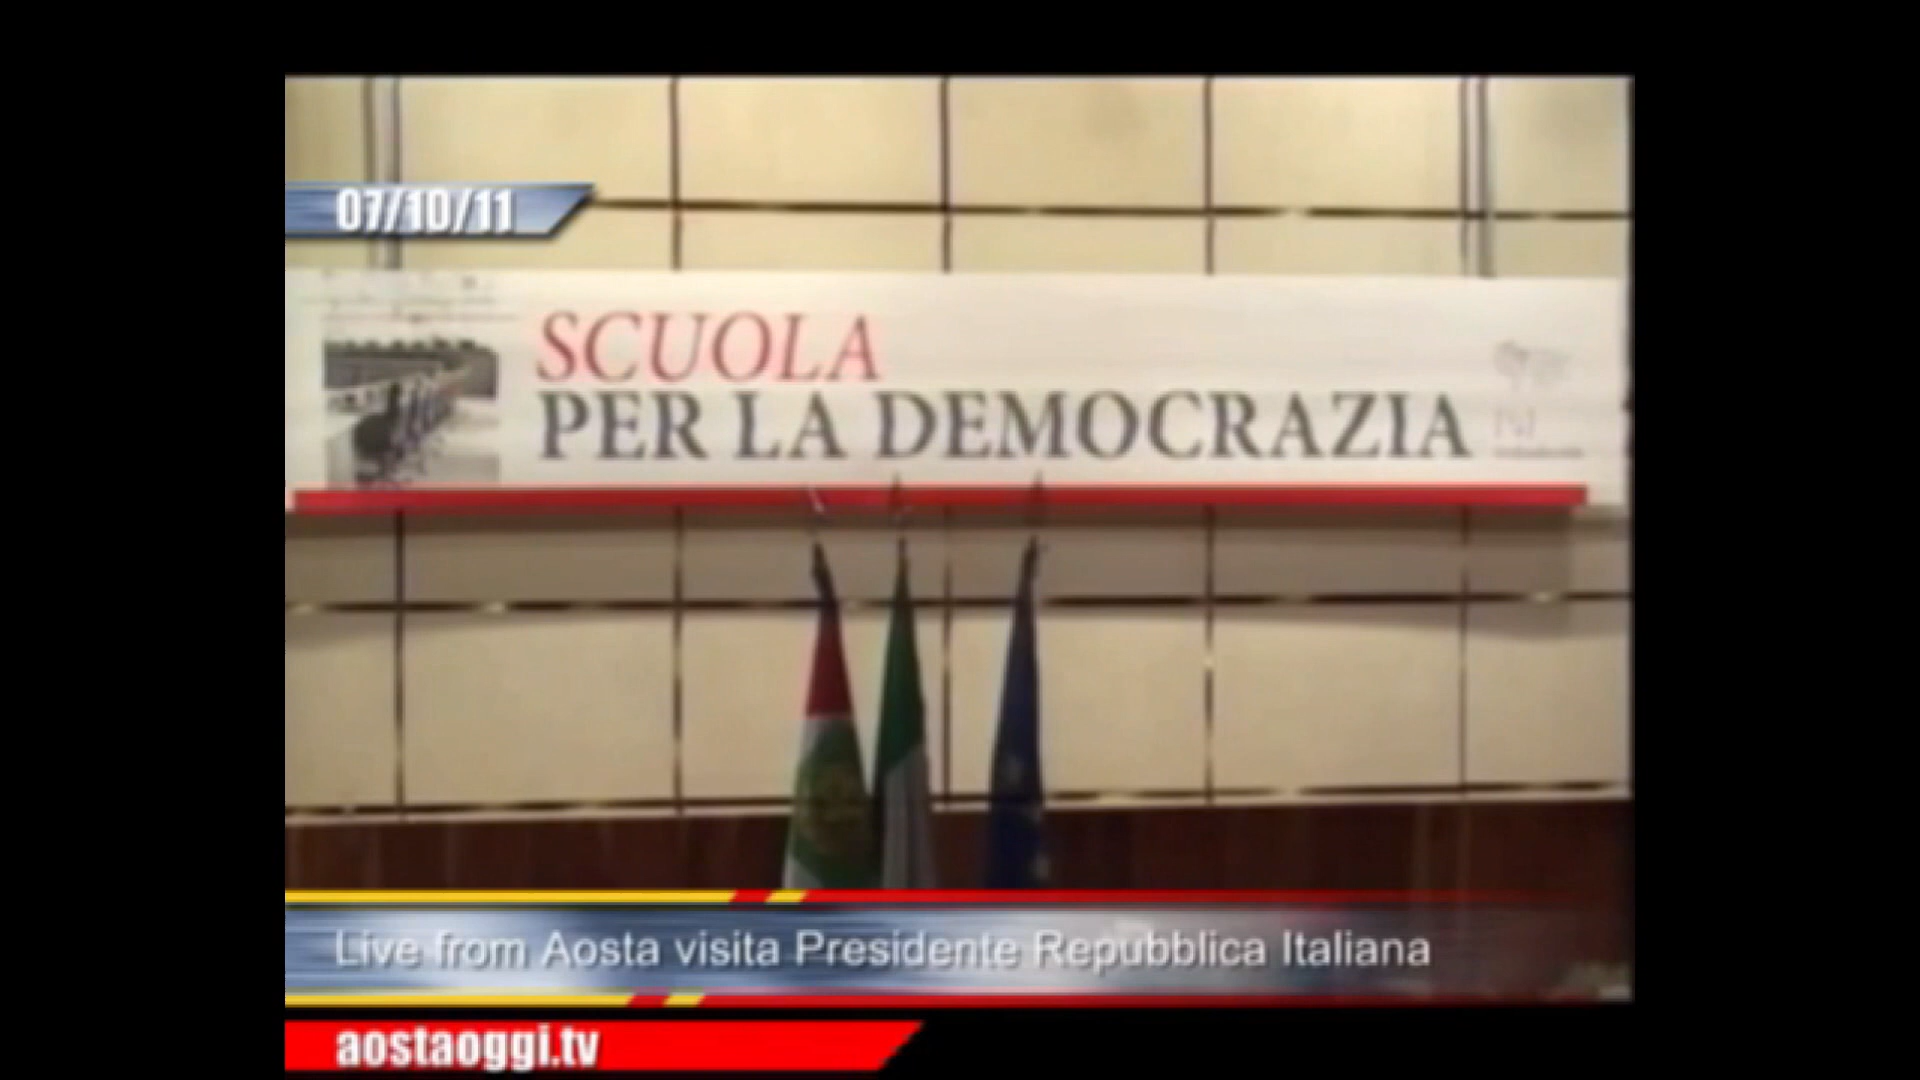 07/10/11
SCUOLA
PER LA DEMOCRAZIA
Live from Aosta visita Presidente Repubblica Italiana
aostaoggi.tv